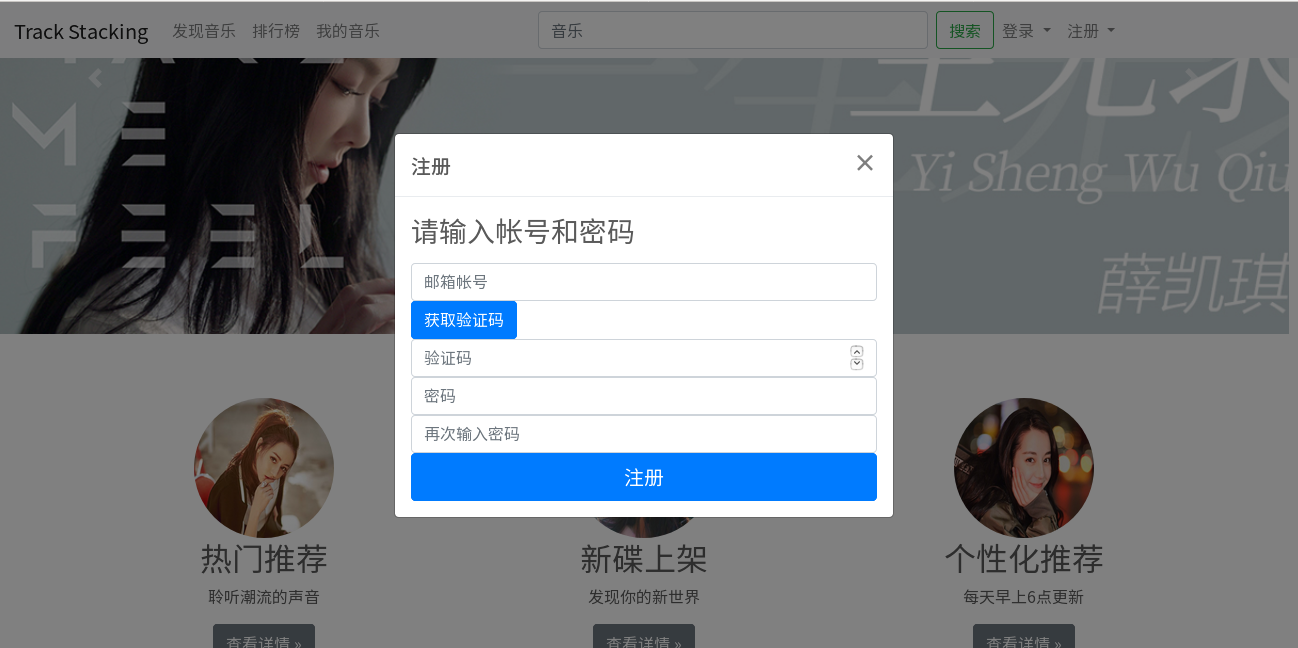 Track Stacking 发现音乐 排行榜 我的音乐 音乐 搜索 登录 注册
ME
FEEL
Yi Sheng Wu Qiu
薛凯琪
注册
请输入帐号和密码
邮箱帐号
获取验证码
验证码
密码
再次输入密码
注册
热门推荐 新碟上架 个性化推荐
聆听潮流的声音 发现你的新世界 每天早上6点更新
查看详情 » 查看详情 » 查看详情 »